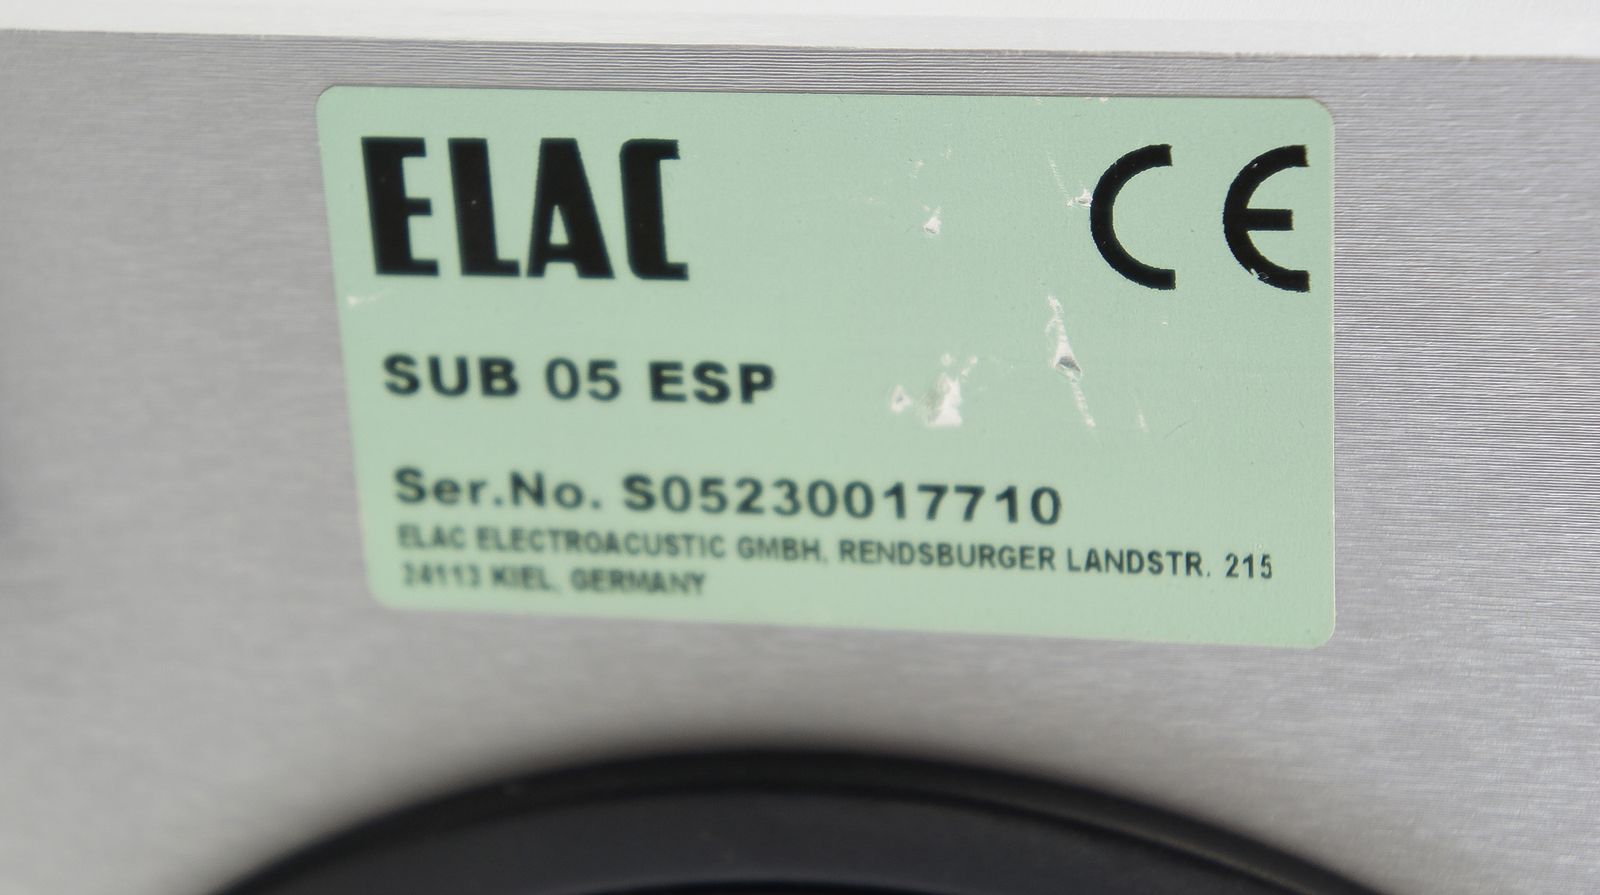 ELAC CE
SUB 05 ESP
Ser.No. S05230017710
ELAC ELECTROACUSTIC GMBH, RENDSBURGER LANDSTR. 215
24113 KIEL, GERMANY